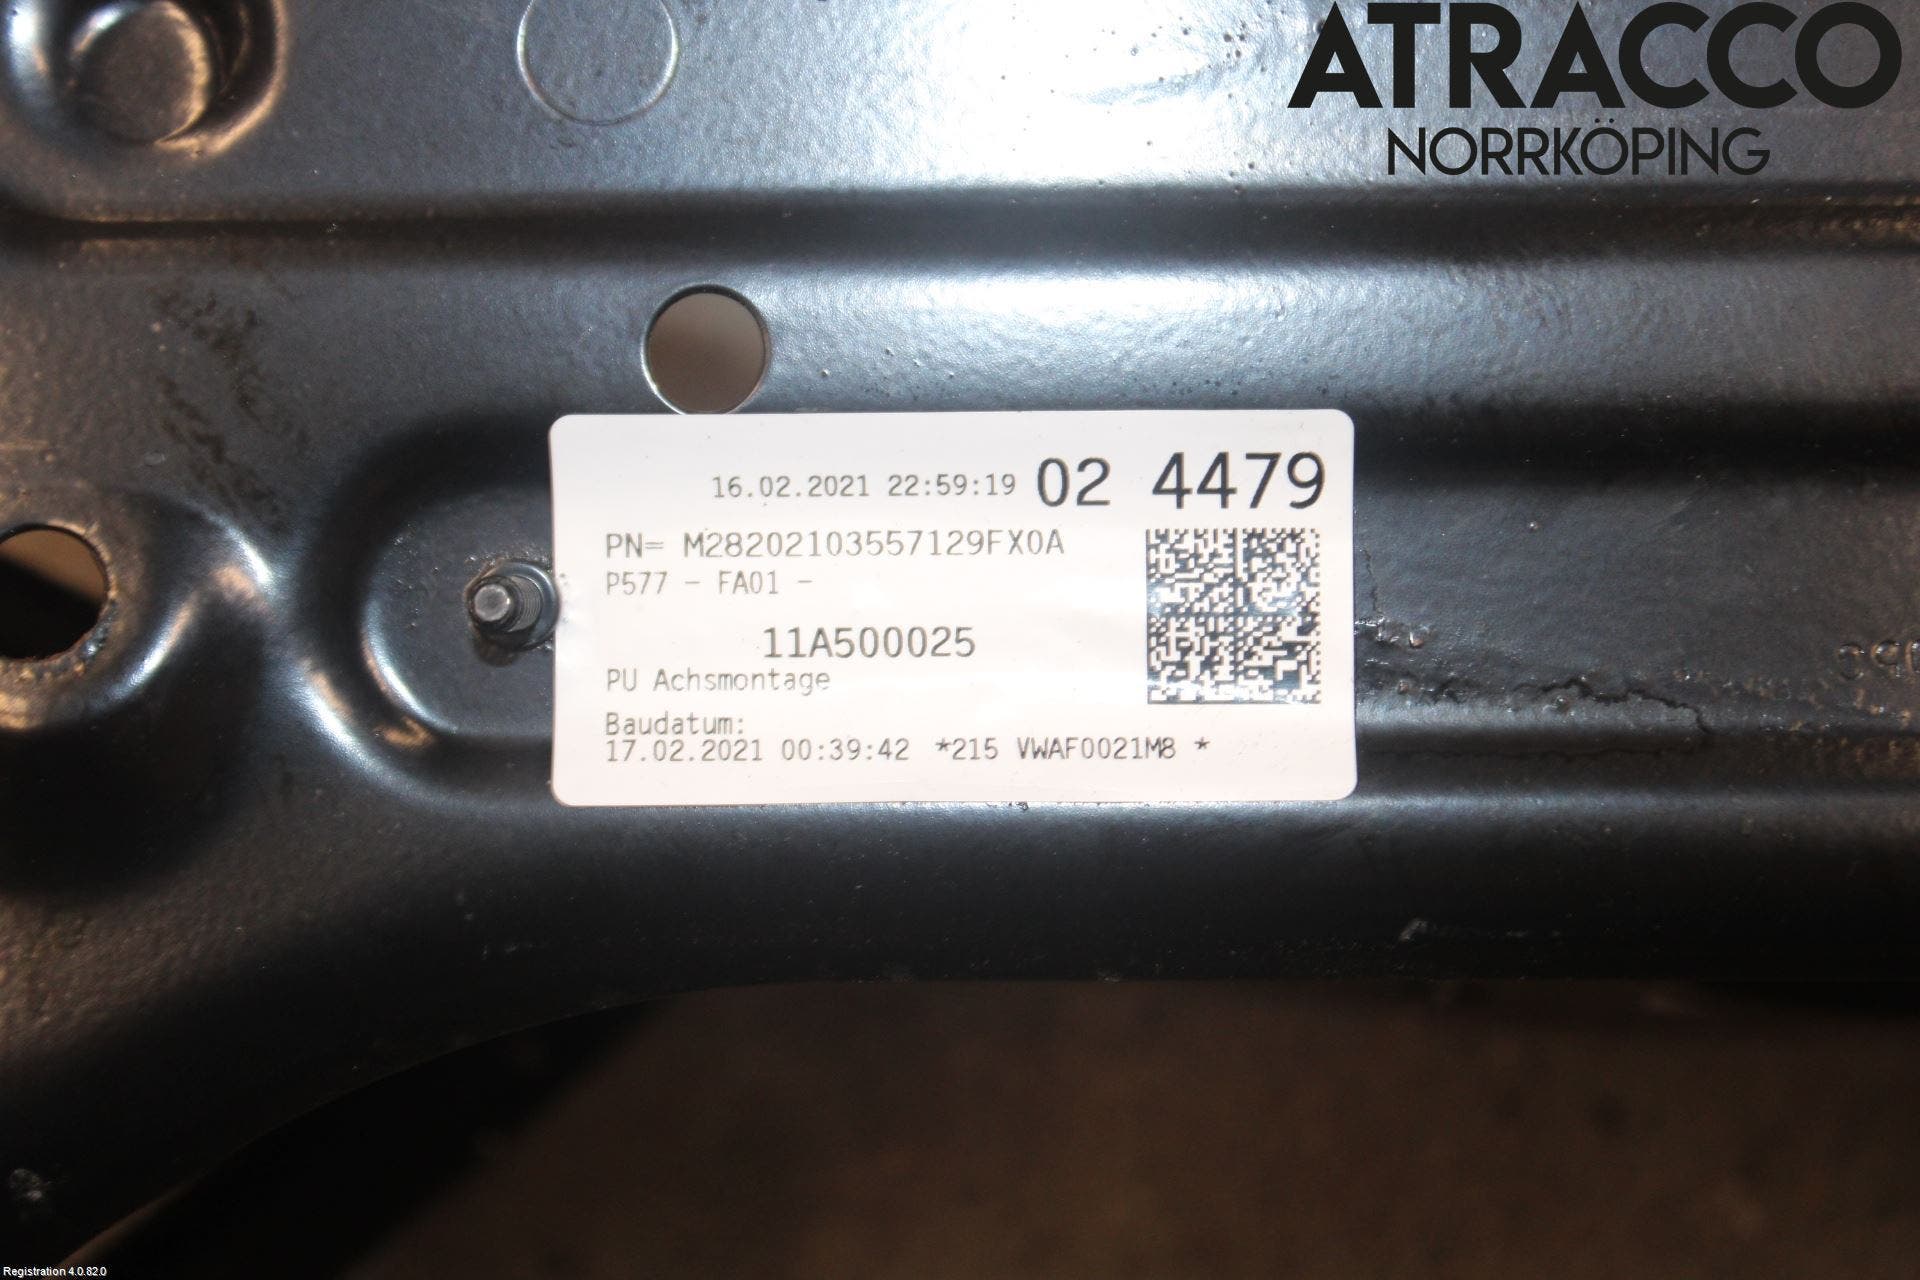 ATRACCO
NORRKÖPING
16.02.2021 22:59:19 02 4479
PN= M28202103557129FX0A
P577 - FA01 -
11A500025
PU Achsmontage
Baudatum:
17.02.2021 00:39:42 *215 VWAF0021M8 *
Registration 4.0.82.0